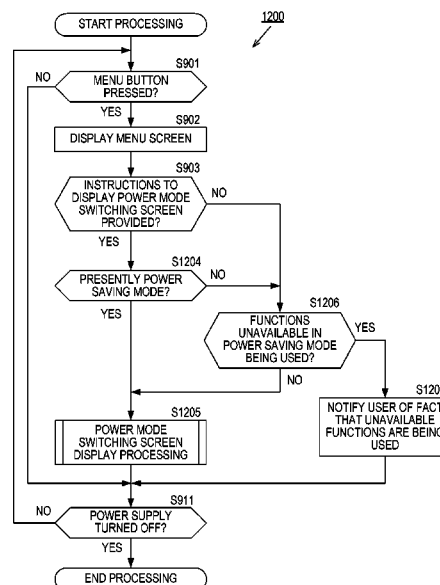 1200
START PROCESSING
S901
MENU BUTTON
PRESSED?
NO
YES
S902
DISPLAY MENU SCREEN
S903
INSTRUCTIONS TO
DISPLAY POWER MODE
SWITCHING SCREEN
PROVIDED?
NO
YES
S1204
PRESENTLY POWER
SAVING MODE?
NO
YES
S1206
FUNCTIONS
UNAVAILABLE IN
POWER SAVING MODE
BEING USED?
YES
NO
S1205
POWER MODE
SWITCHING SCREEN
DISPLAY PROCESSING
NOTIFY USER OF FACT
THAT UNAVAILABLE
FUNCTIONS ARE BEING
USED
S911
POWER SUPPLY
TURNED OFF?
NO
YES
END PROCESSING